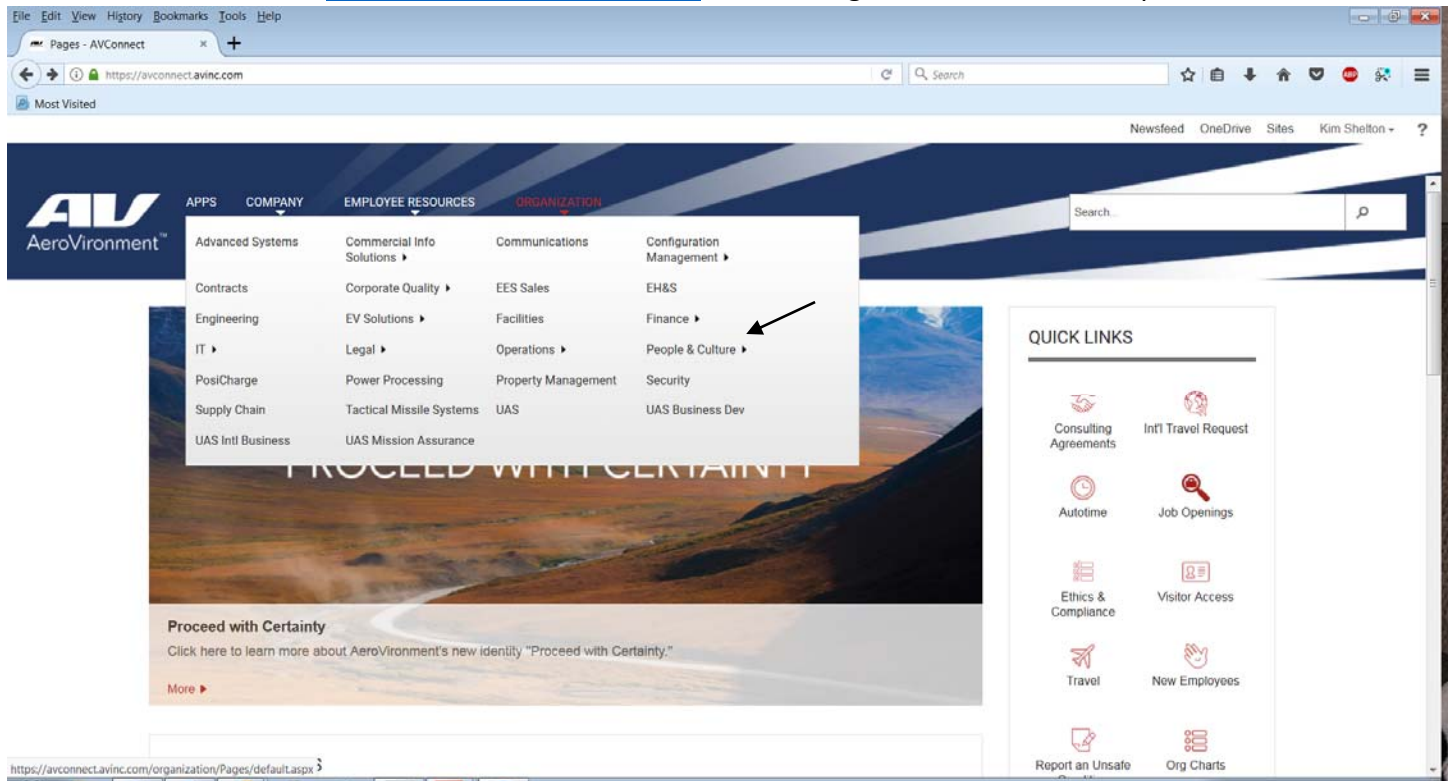 File Edit View History Bookmarks Tools Help
Pages - AVConnect × +
https://avconnect.avinc.com Search
Most Visited
Newsfeed OneDrive Sites Kim Shelton ?
AV
AeroVironment™
APPS COMPANY EMPLOYEE RESOURCES ORGANIZATION
Search...
Advanced Systems Commercial Info Solutions Communications Configuration Management
Contracts Corporate Quality EES Sales EH&S
Engineering EV Solutions Facilities Finance
IT Legal Operations People & Culture
PosiCharge Power Processing Property Management Security
Supply Chain Tactical Missile Systems UAS UAS Business Dev
UAS Intl Business UAS Mission Assurance
PROCEED WITH CERTAINTY
Proceed with Certainty
Click here to learn more about AeroVironment's new identity "Proceed with Certainty."
More
QUICK LINKS
Consulting Agreements Int'l Travel Request
Autotime Job Openings
Ethics & Compliance Visitor Access
Travel New Employees
Report an Unsafe Org Charts
https://avconnect.avinc.com/organization/Pages/default.aspx